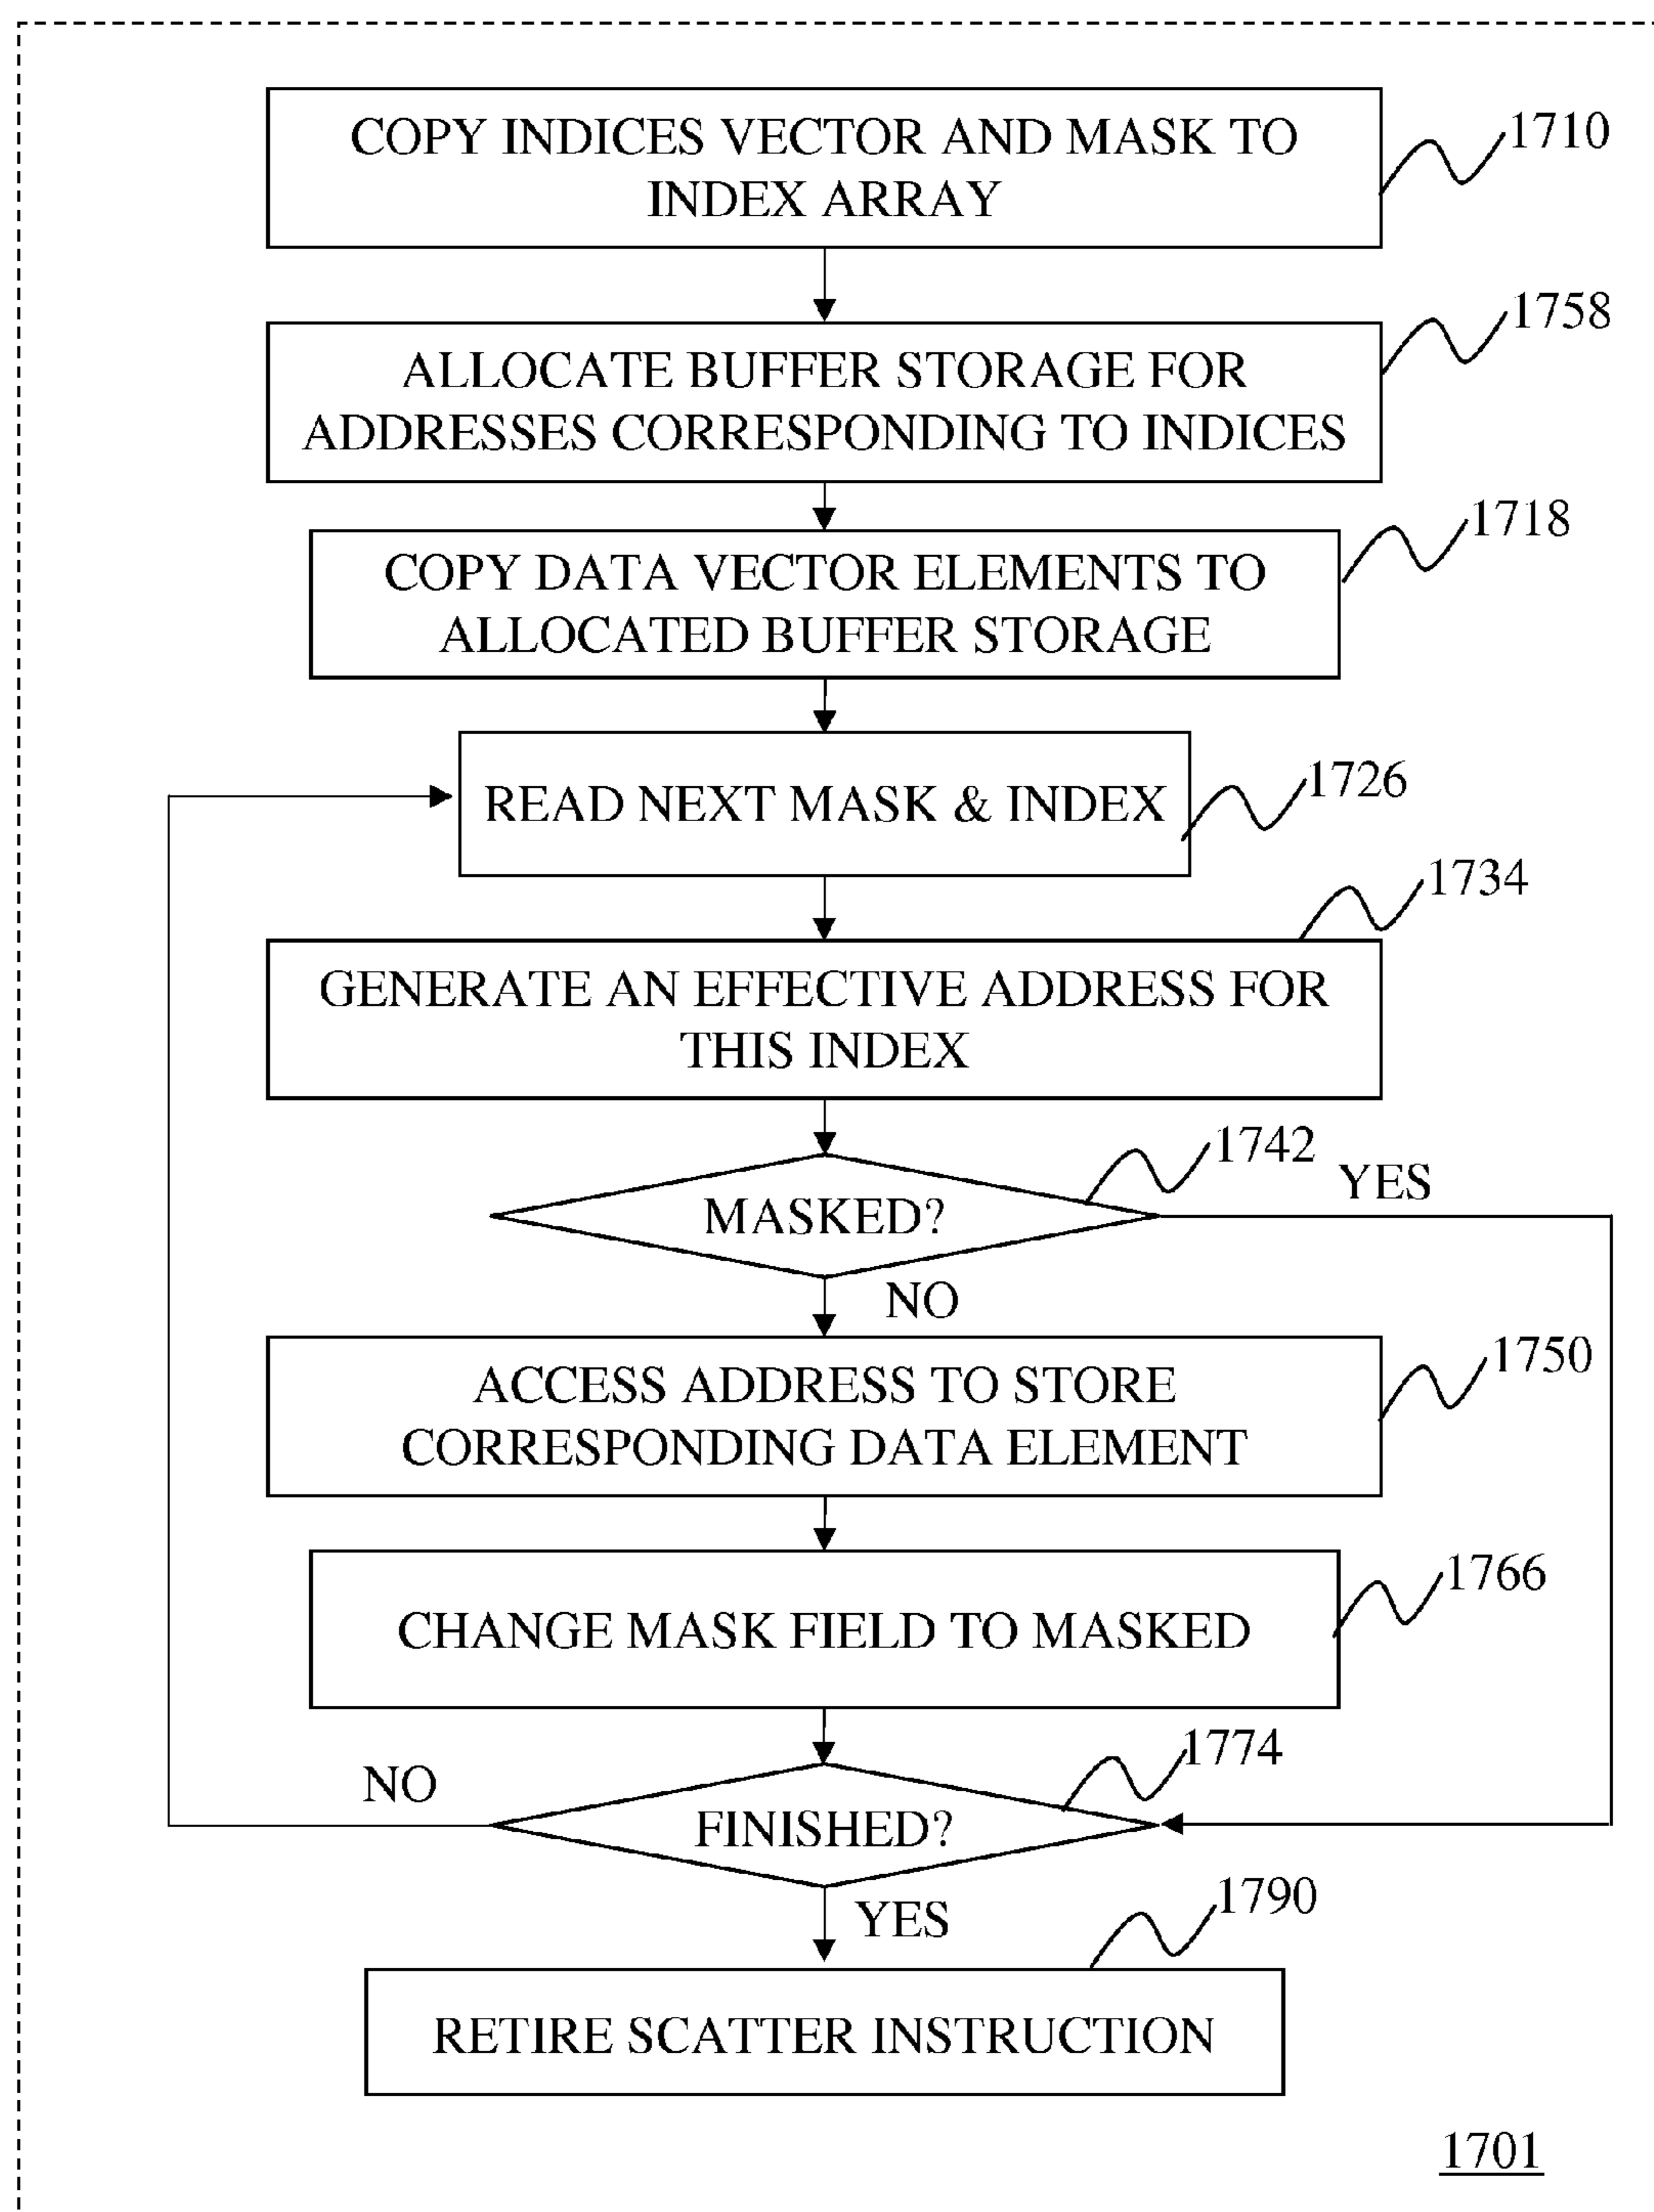 COPY INDICES VECTOR AND MASK TO
INDEX ARRAY
1710
ALLOCATE BUFFER STORAGE FOR
ADDRESSES CORRESPONDING TO INDICES
1758
COPY DATA VECTOR ELEMENTS TO
ALLOCATED BUFFER STORAGE
1718
READ NEXT MASK & INDEX
1726
GENERATE AN EFFECTIVE ADDRESS FOR
THIS INDEX
1734
MASKED?
1742
YES
NO
ACCESS ADDRESS TO STORE
CORRESPONDING DATA ELEMENT
1750
CHANGE MASK FIELD TO MASKED
1766
FINISHED?
1774
NO
YES
RETIRE SCATTER INSTRUCTION
1790
1701